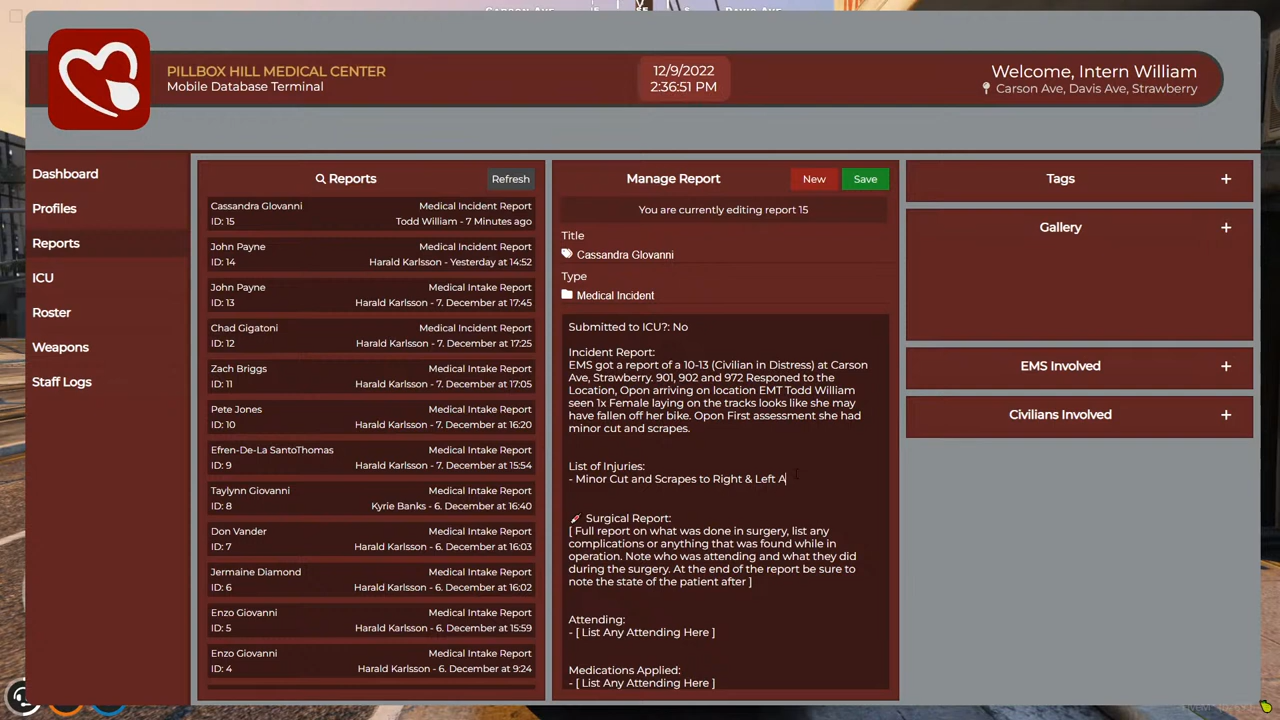 Carson Ave
SE
Davis Ave
PILLBOX HILL MEDICAL CENTER
Mobile Database Terminal
12/9/2022
2:36:51 PM
Welcome, Intern William
Carson Ave, Davis Ave, Strawberry
Dashboard
Profiles
Reports
ICU
Roster
Weapons
Staff Logs
Reports
Refresh
Cassandra GIovanni
Medical Incident Report
ID: 15
Todd William - 7 Minutes ago
John Payne
Medical Incident Report
ID: 14
Harald Karlsson - Yesterday at 14:52
John Payne
Medical Incident Report
ID: 13
Harald Karlsson - 7. December at 17:45
Chad Gigatoni
Medical Incident Report
ID: 12
Harald Karlsson - 7. December at 17:25
Zach Briggs
Medical Intake Report
ID: 11
Harald Karlsson - 7. December at 17:05
Pete Jones
Medical Intake Report
ID: 10
Harald Karlsson - 7. December at 16:20
Efren-De-La SantoThomas
Medical Intake Report
ID: 9
Harald Karlsson - 7. December at 15:54
Taylynn Giovanni
Medical Intake Report
ID: 8
Kyrie Banks - 6. December at 16:40
Don Vander
Medical Intake Report
ID: 7
Harald Karlsson - 6. December at 16:03
Jermaine Diamond
Medical Intake Report
ID: 6
Harald Karlsson - 6. December at 16:02
Enzo Giovanni
Medical Intake Report
ID: 5
Harald Karlsson - 6. December at 15:59
Enzo Giovanni
Medical Intake Report
ID: 4
Harald Karlsson - 6. December at 9:24
Manage Report
New
Save
You are currently editing report 15
Title
Cassandra GIovanni
Type
Medical Incident
Submitted to ICU?: No
Incident Report:
EMS got a report of a 10-13 (Civilian in Distress) at Carson
Ave, Strawberry. 901, 902 and 972 Responed to the
Location, Opon arriving on location EMT Todd William
seen 1x Female laying on the tracks looks like she may
have fallen off her bike. Opon First assessment she had
minor cut and scrapes.
List of Injuries:
- Minor Cut and Scrapes to Right & Left A
Surgical Report:
[ Full report on what was done in surgery, list any
complications or anything that was found while in
operation. Note who was attending and what they did
during the surgery. At the end of the report be sure to
note the state of the patient after ]
Attending:
- [ List Any Attending Here ]
Medications Applied:
- [ List Any Attending Here ]
Tags
Gallery
EMS Involved
Civilians Involved